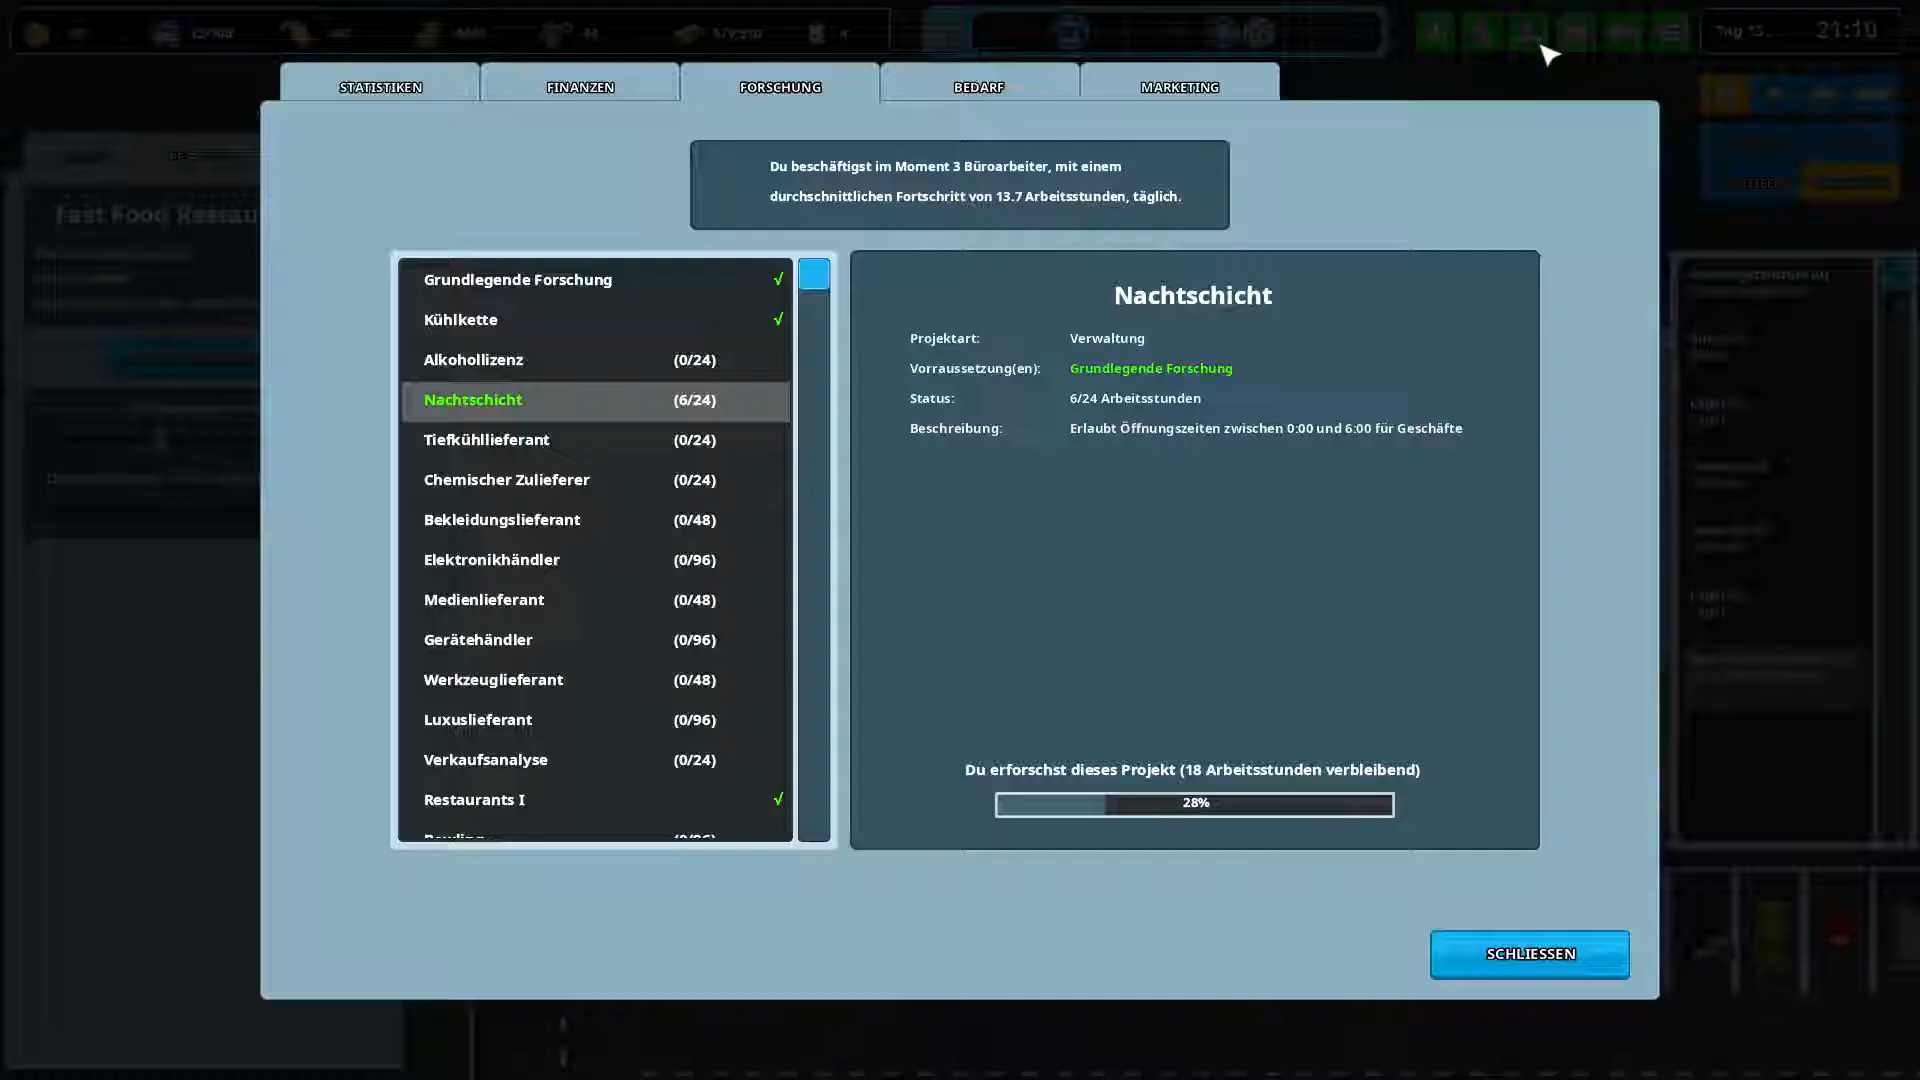 21:10
STATISTIKEN
FINANZEN
FORSCHUNG
BEDARF
MARKETING
Du beschäftigst im Moment 3 Büroarbeiter, mit einem
durchschnittlichen Fortschritt von 13.7 Arbeitsstunden, täglich.
Grundlegende Forschung √
Kühlkette √
Alkohollizenz (0/24)
Nachtschicht (6/24)
Tiefkühllieferant (0/24)
Chemischer Zulieferer (0/24)
Bekleidungslieferant (0/48)
Elektronikhändler (0/96)
Medienlieferant (0/48)
Gerätehändler (0/96)
Werkzeuglieferant (0/48)
Luxuslieferant (0/96)
Verkaufsanalyse (0/24)
Restaurants I √
Nachtschicht
Projektart: Verwaltung
Vorraussetzung(en): Grundlegende Forschung
Status: 6/24 Arbeitsstunden
Beschreibung: Erlaubt Öffnungszeiten zwischen 0:00 und 6:00 für Geschäfte
Du erforschst dieses Projekt (18 Arbeitsstunden verbleibend)
28%
SCHLIESSEN
Fast Food Restau